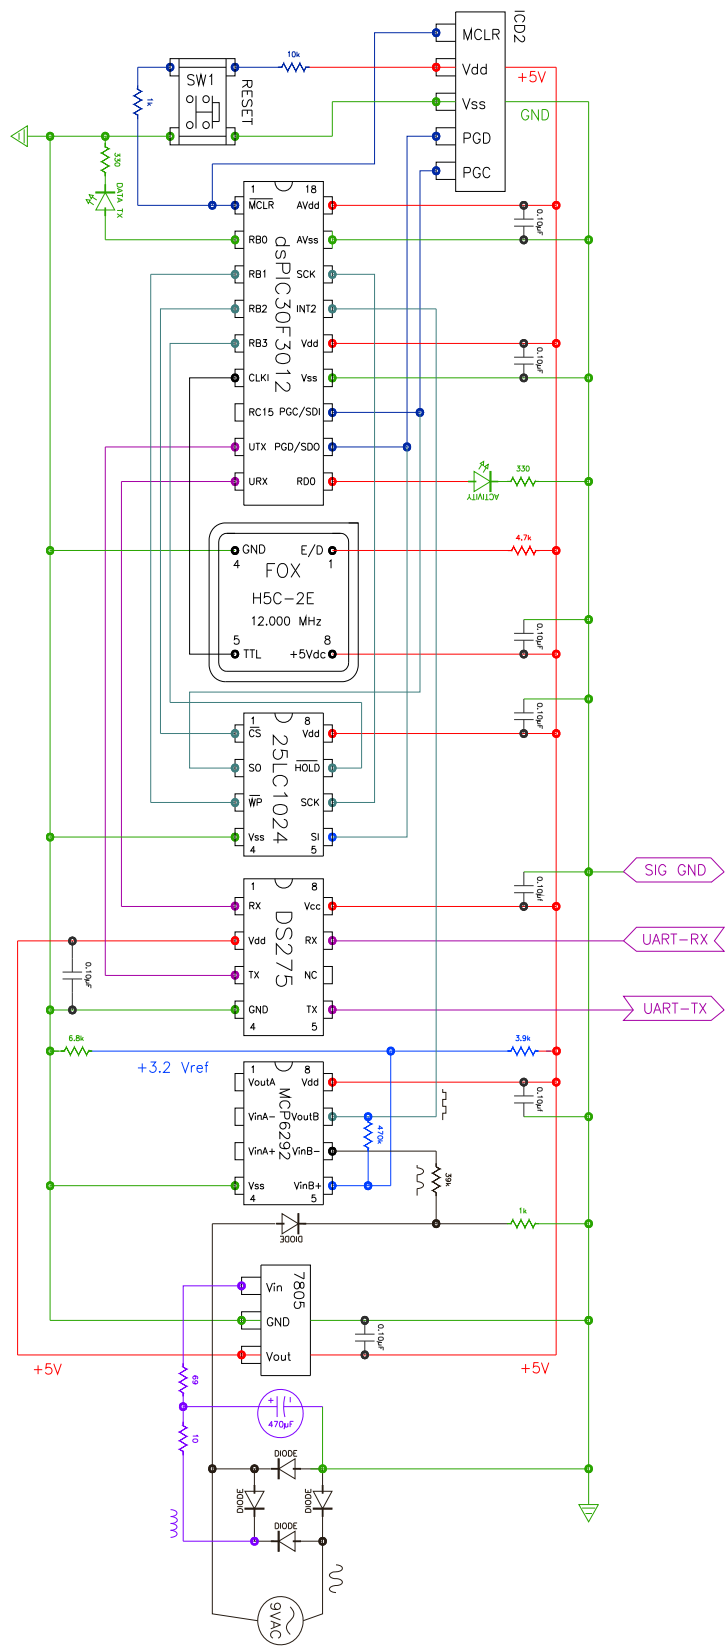 ICD2
MCLR
Vdd
+5V
Vss
GND
PGD
PGC
10k
SW1
RESET
1k
330
DATA TX
1 18
MCLR AVdd
RB0 AVss
RB1 SCK
RB2 INT2
RB3 Vdd
CLKI Vss
RC15 PGC/SDI
UTX PGD/SDO
URX RD0
dsPIC30F3012
0.10µF
0.10µF
330
ACTIVITY
4.7k
GND E/D
4 1
FOX
H5C-2E
12.000 MHz
5 8
TTL +5Vdc
0.10µF
0.10µF
1 8
CS Vdd
SO HOLD
WP SCK
Vss SI
4 5
25LC1024
SIG GND
0.10µf
1 8
RX Vcc
Vdd RX
TX NC
GND TX
4 5
DS275
UART-RX
UART-TX
0.10µF
6.8k
3.9k
+3.2 Vref
1 8
VoutA Vdd
VinA- VoutB
VinA+ VinB-
Vss VinB+
4 5
MCP6292
0.10µf
470k
39k
1k
DIODE
7805
Vin
GND
Vout
0.10µF
+5V
+5V
69
10
+ -
470µF
DIODE
DIODE
DIODE
DIODE
9VAC